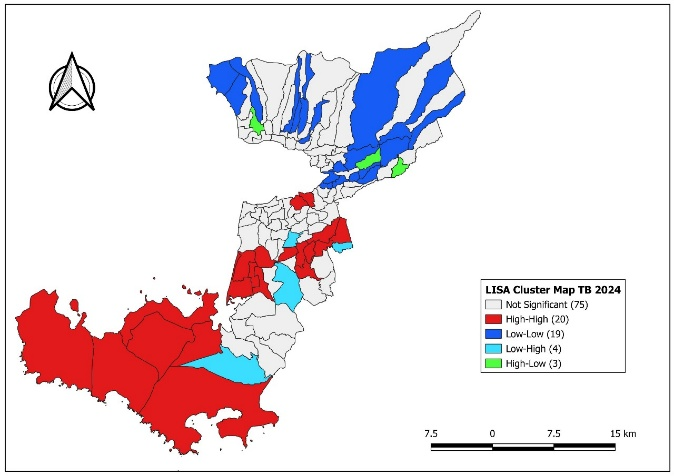 LISA Cluster Map TB 2024
Not Significant (75)
High-High (20)
Low-Low (19)
Low-High (4)
High-Low (3)
7.5 0 7.5 15 km